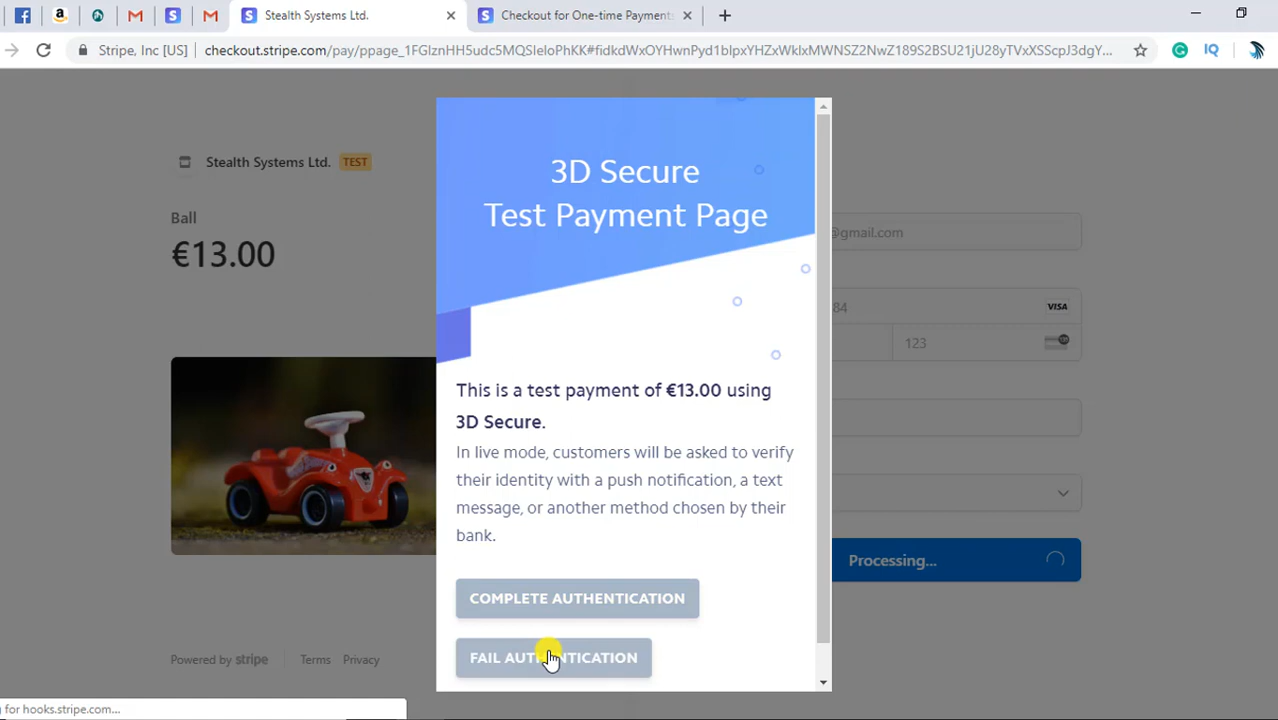 Stealth Systems Ltd.
Checkout for One-time Payments
Stripe, Inc [US]
checkout.stripe.com/pay/ppage_1FGIznHH5udc5MQSIeIoPhKK#fidkdWxOYHwnPyd1blpxYHZxWkIxMWNSZ2NwZ189S2BSU21jU28yTVxXSScpJ3dgY...
Stealth Systems Ltd. TEST
Ball
€13.00
3D Secure
Test Payment Page
This is a test payment of €13.00 using
3D Secure.
In live mode, customers will be asked to verify
their identity with a push notification, a text
message, or another method chosen by their
bank.
COMPLETE AUTHENTICATION
FAIL AUTHENTICATION
@gmail.com
84
VISA
123
Processing...
Powered by stripe
Terms
Privacy
for hooks.stripe.com...